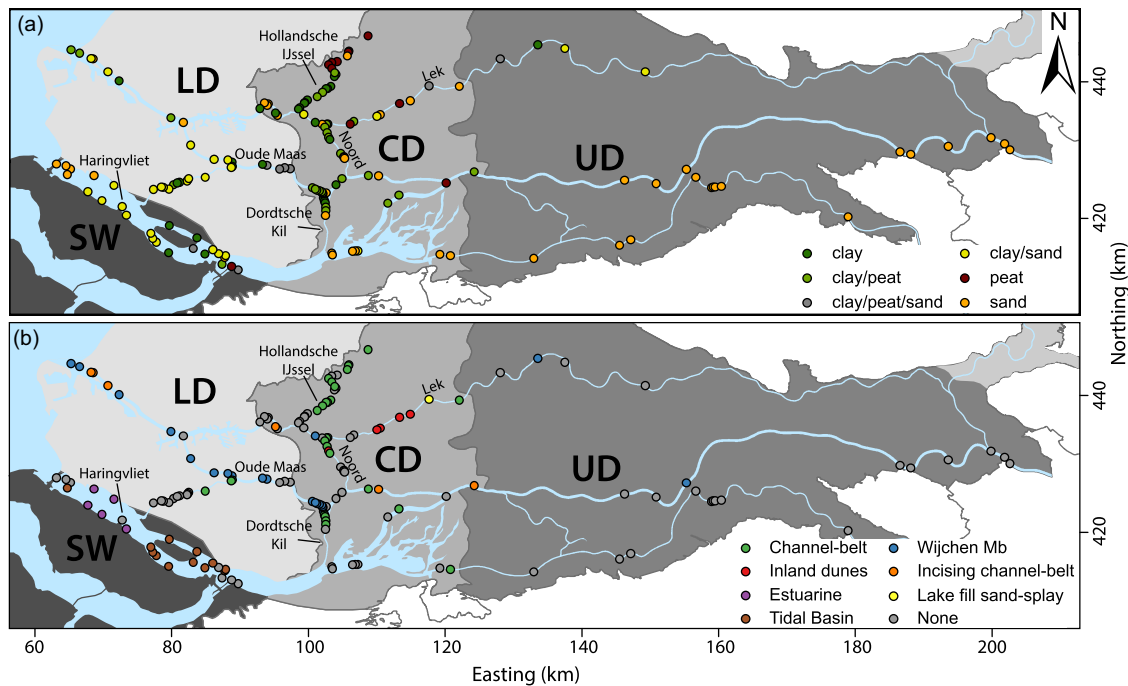 (a)
N
Hollandsche
IJssel
LD
Lek
440
Noord
CD
Haringvliet
Oude Maas
UD
Dordtsche
Kil
SW
420
clay
clay/sand
clay/peat
peat
clay/peat/sand
sand
Northing (km)
(b)
Hollandsche
IJssel
LD
Lek
440
Noord
CD
Haringvliet
Oude Maas
UD
Dordtsche
Kil
SW
420
Channel-belt
Wijchen Mb
Inland dunes
Incising channel-belt
Estuarine
Lake fill sand-splay
Tidal Basin
None
60 80 100 120 140 160 180 200
Easting (km)